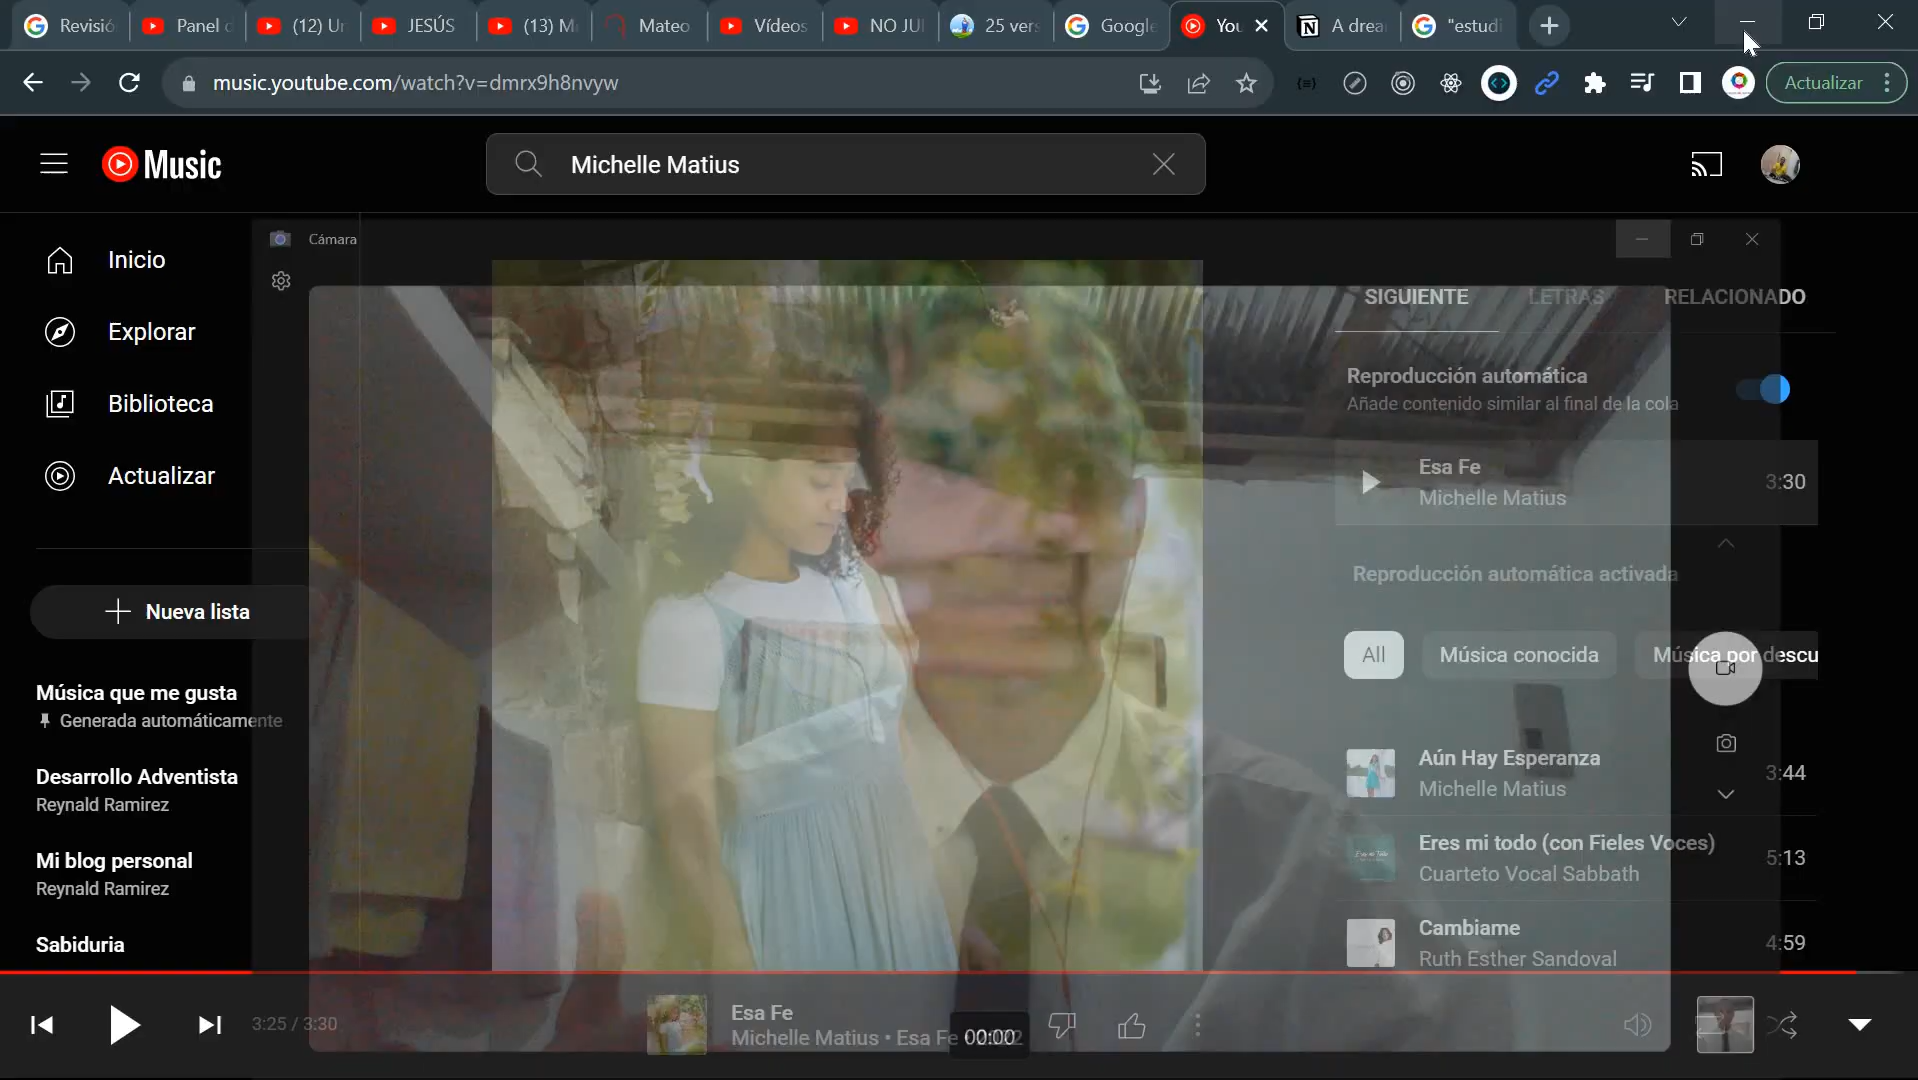 Revisió
Panel d
(12) Ur
JESÚS
(13) M
Mateo
Vídeos
NO JU
25 vers
Google
You
A drea
"estudi
music.youtube.com/watch?v=dmrx9h8nvyw
Actualizar
Music
Michelle Matius
Cámara
Inicio
Explorar
Biblioteca
Actualizar
Nueva lista
Música que me gusta
Generada automáticamente
Desarrollo Adventista
Reynald Ramirez
Mi blog personal
Reynald Ramirez
Sabiduria
SIGUIENTE
LETRAS
RELACIONADO
Reproducción automática
Añade contenido similar al final de la cola
Esa Fe
Michelle Matius
3:30
Reproducción automática activada
All
Música conocida
Música por descu
Aún Hay Esperanza
Michelle Matius
3:44
Eres mi todo (con Fieles Voces)
Cuarteto Vocal Sabbath
5:13
Cambiame
Ruth Esther Sandoval
4:59
3:25 / 3:30
Esa Fe
Michelle Matius • Esa Fe
00:00